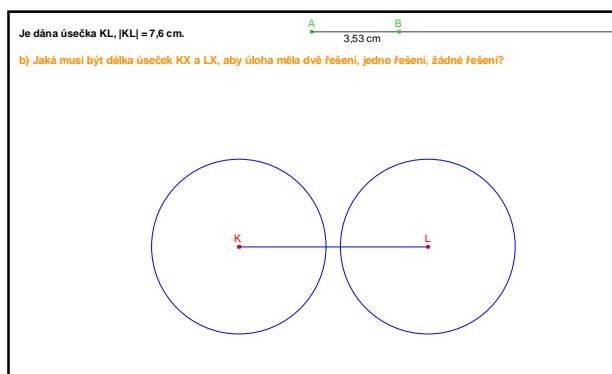 Je dána úsečka KL, |KL| = 7,6 cm.
A B
3,53 cm
b) Jaká musí být délka úseček KX a LX, aby úloha měla dvě řešení, jedno řešení, žádné řešení?
K L